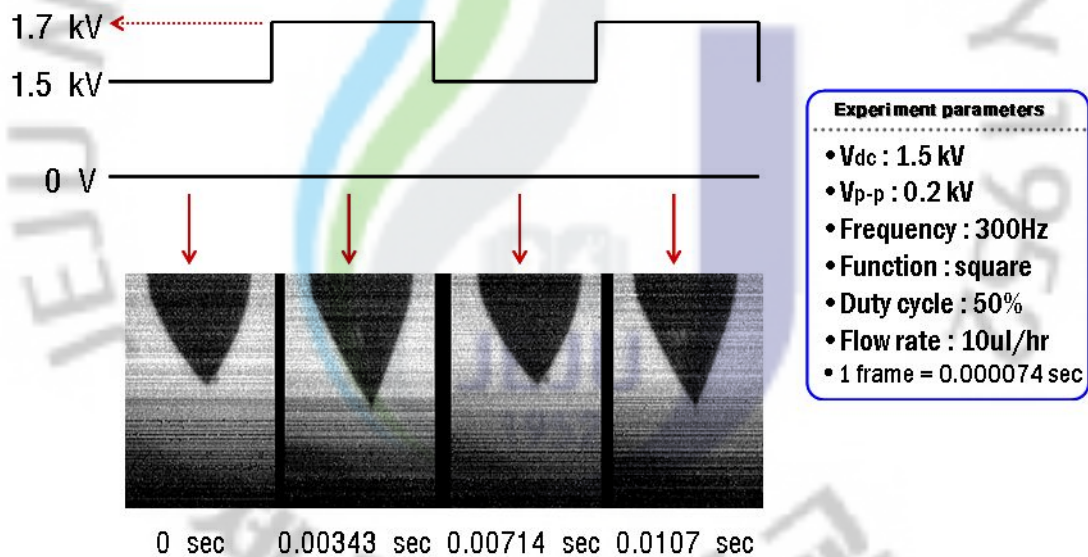 1.7 kV
1.5 kV
0 V
Experiment parameters
• Vdc : 1.5 kV
• Vp-p : 0.2 kV
• Frequency : 300Hz
• Function : square
• Duty cycle : 50%
• Flow rate : 10ul/hr
• 1 frame = 0.000074 sec
0 sec 0.00343 sec 0.00714 sec 0.0107 sec
JEJU
1952